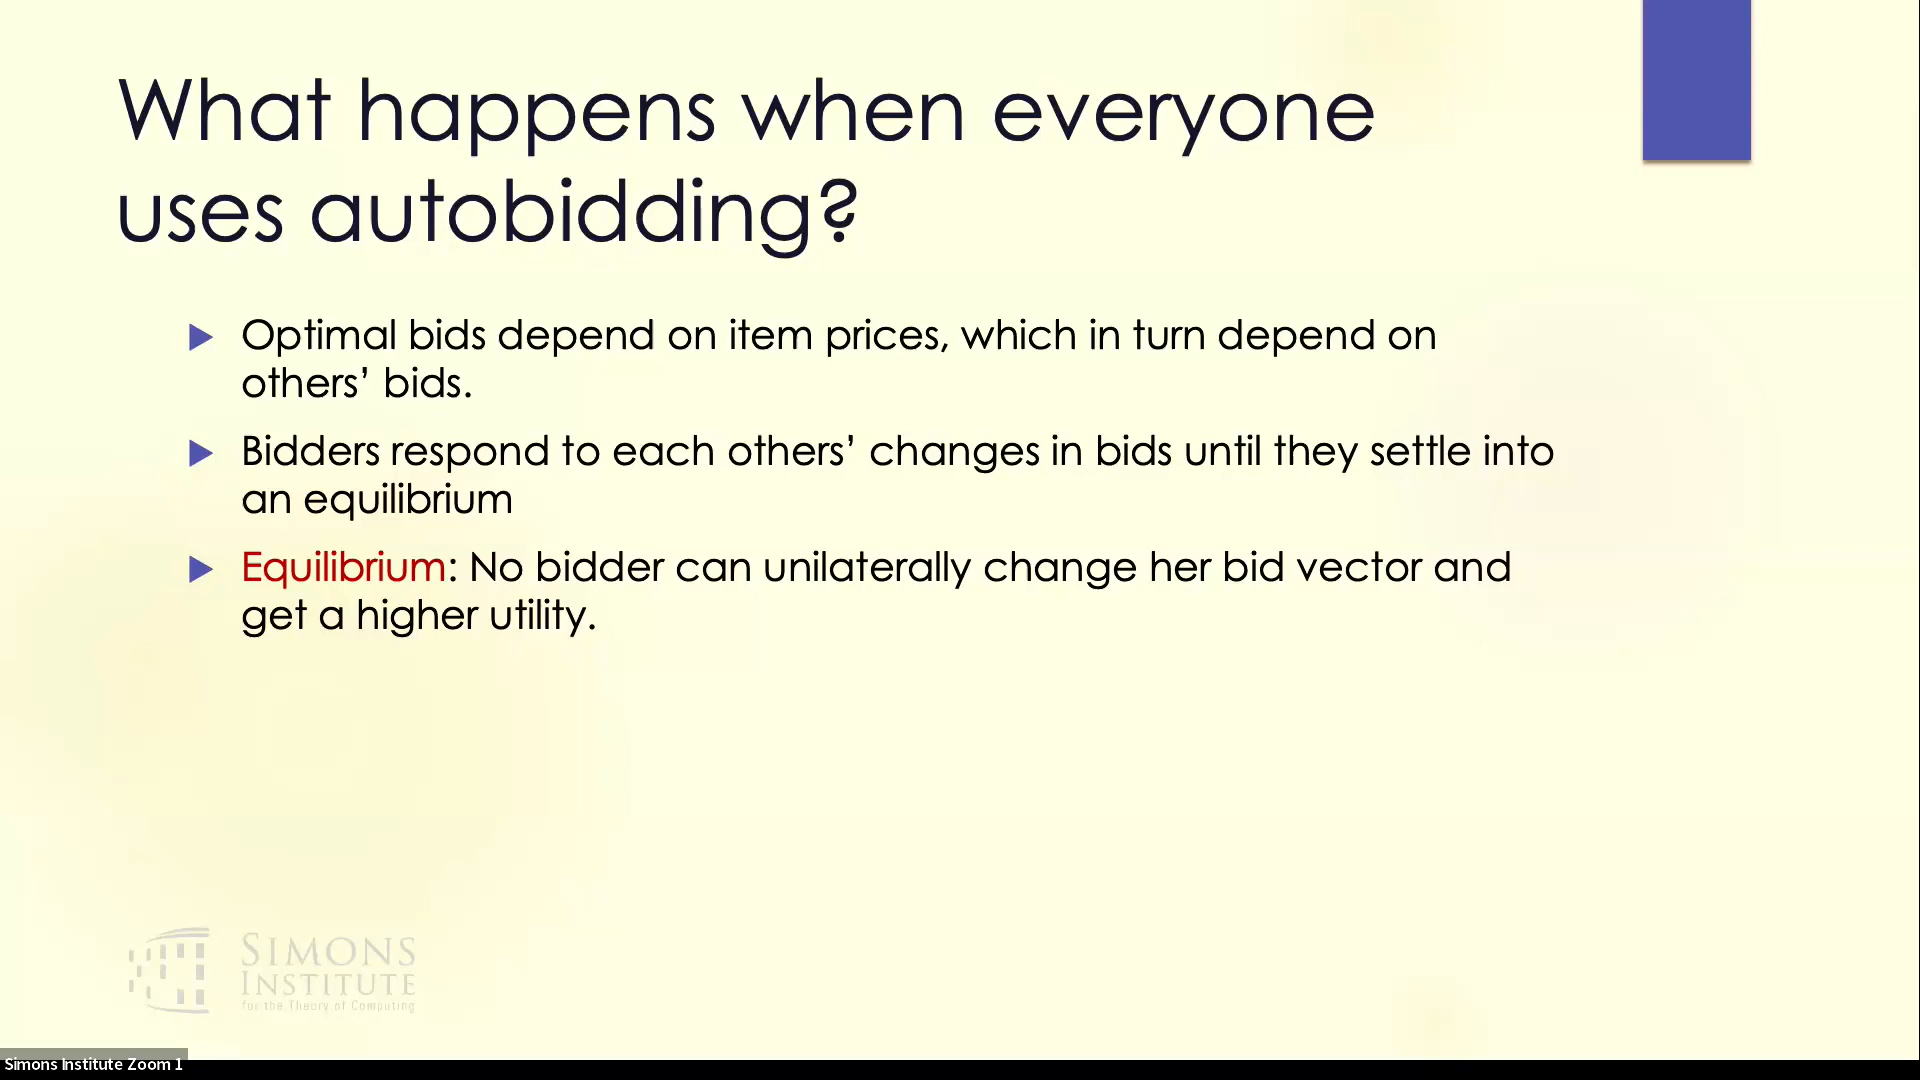 What happens when everyone
uses autobidding?
Optimal bids depend on item prices, which in turn depend on
others’ bids.
Bidders respond to each others’ changes in bids until they settle into
an equilibrium
Equilibrium: No bidder can unilaterally change her bid vector and
get a higher utility.
SIMONS
INSTITUTE
for the Theory of Computing
Simons Institute Zoom 1